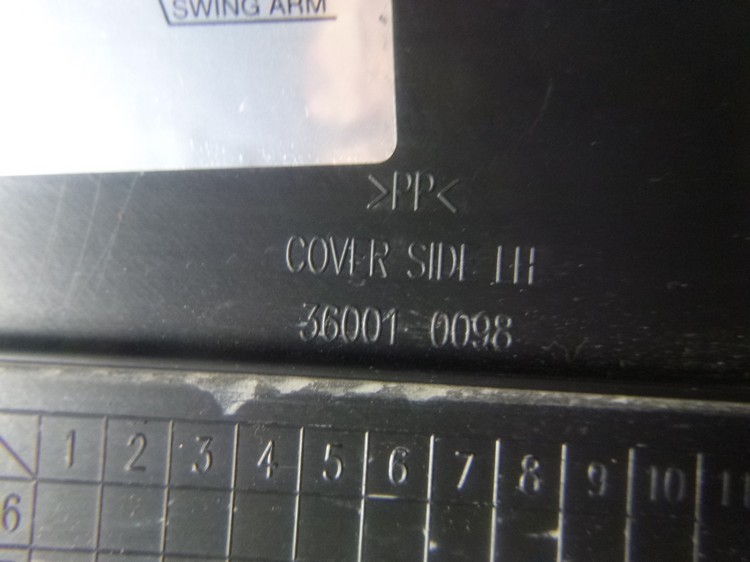 SWING ARM
>PP<
COVER SIDE LH
36001 0098
1 2 3 4 5 6 7 8 9 10 11
6